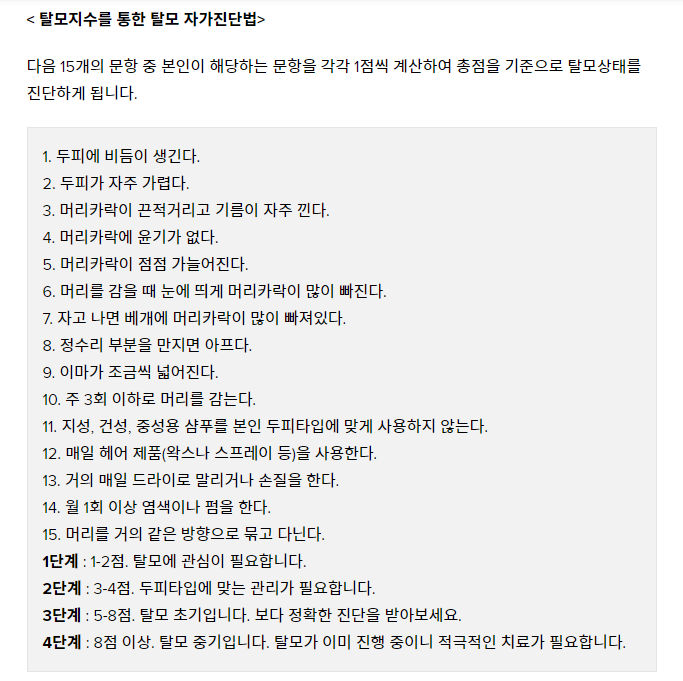 < 탈모지수를 통한 탈모 자가진단법>
다음 15개의 문항 중 본인이 해당하는 문항을 각각 1점씩 계산하여 총점을 기준으로 탈모상태를
진단하게 됩니다.
1. 두피에 비듬이 생긴다.
2. 두피가 자주 가렵다.
3. 머리카락이 끈적거리고 기름이 자주 낀다.
4. 머리카락에 윤기가 없다.
5. 머리카락이 점점 가늘어진다.
6. 머리를 감을 때 눈에 띄게 머리카락이 많이 빠진다.
7. 자고 나면 베개에 머리카락이 많이 빠져있다.
8. 정수리 부분을 만지면 아프다.
9. 이마가 조금씩 넓어진다.
10. 주 3회 이하로 머리를 감는다.
11. 지성, 건성, 중성용 샴푸를 본인 두피타입에 맞게 사용하지 않는다.
12. 매일 헤어 제품(왁스나 스프레이 등)을 사용한다.
13. 거의 매일 드라이로 말리거나 손질을 한다.
14. 월 1회 이상 염색이나 펌을 한다.
15. 머리를 거의 같은 방향으로 묶고 다닌다.
1단계 : 1-2점. 탈모에 관심이 필요합니다.
2단계 : 3-4점. 두피타입에 맞는 관리가 필요합니다.
3단계 : 5-8점. 탈모 초기입니다. 보다 정확한 진단을 받아보세요.
4단계 : 8점 이상. 탈모 중기입니다. 탈모가 이미 진행 중이니 적극적인 치료가 필요합니다.